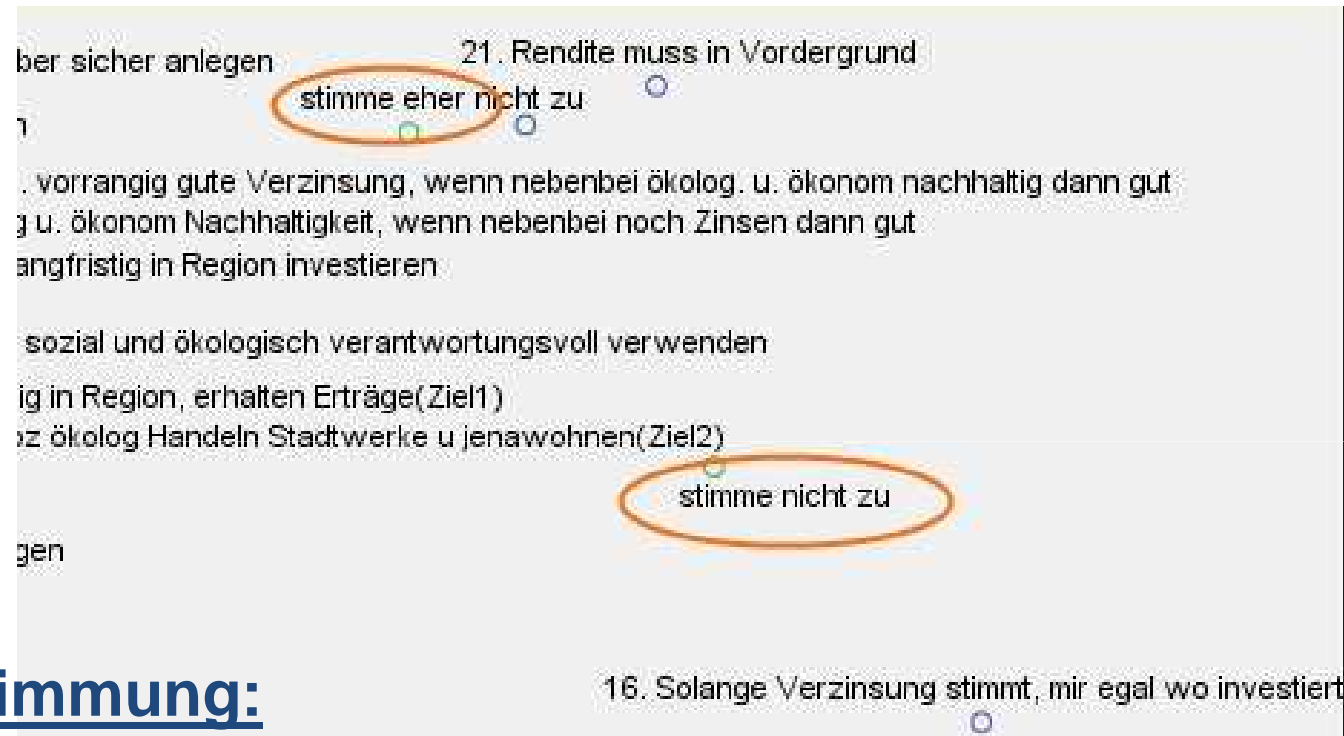 ber sicher anlegen
21. Rendite muss in Vordergrund
stimme eher nicht zu
n
. vorrangig gute Verzinsung, wenn nebenbei ökolog. u. ökonom nachhaltig dann gut
g u. ökonom Nachhaltigkeit, wenn nebenbei noch Zinsen dann gut
angfristig in Region investieren
sozial und ökologisch verantwortungsvoll verwenden
ig in Region, erhalten Erträge(Ziel1)
oz ökolog Handeln Stadtwerke u jenawohnen(Ziel2)
stimme nicht zu
gen
immung:
16. Solange Verzinsung stimmt, mir egal wo investiert